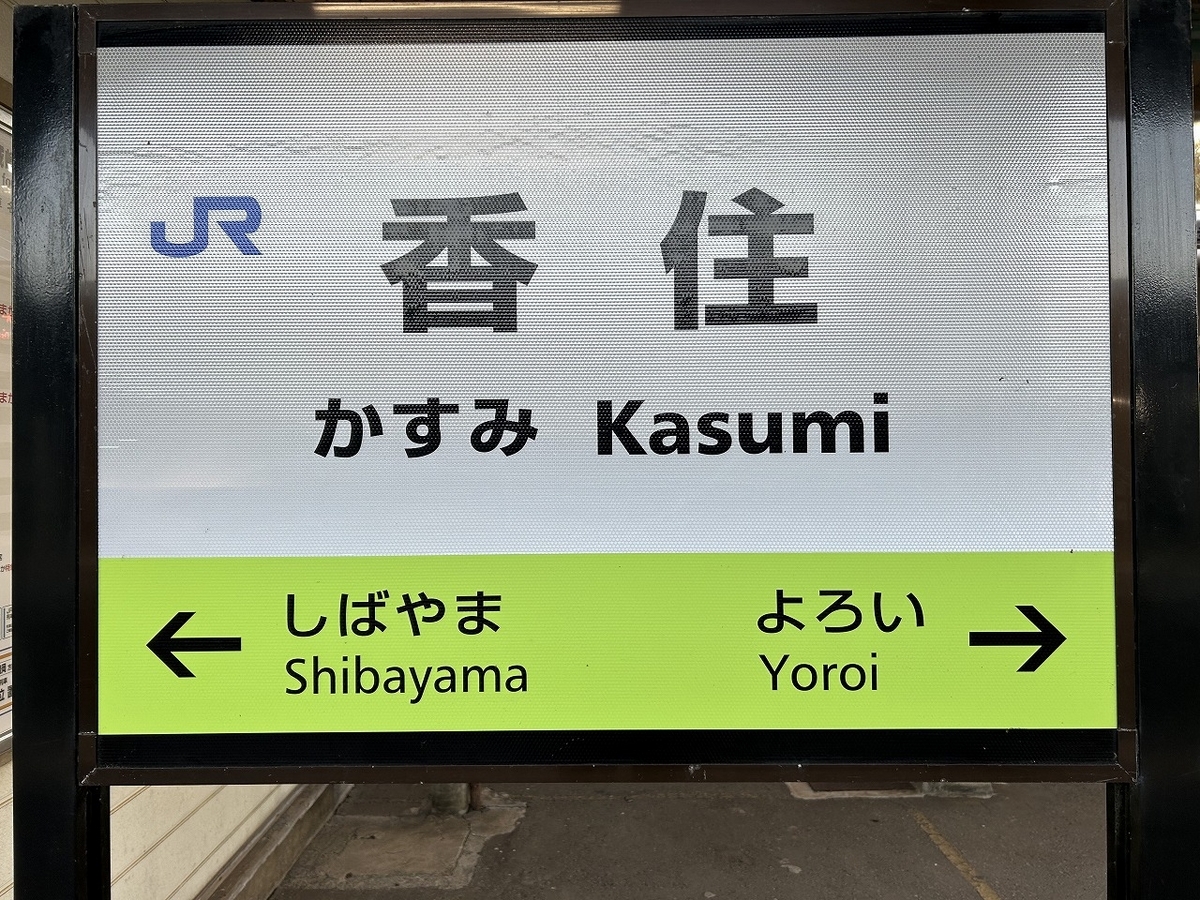 JR
香住
かすみ Kasumi
しばやま
Shibayama
よろい
Yoroi